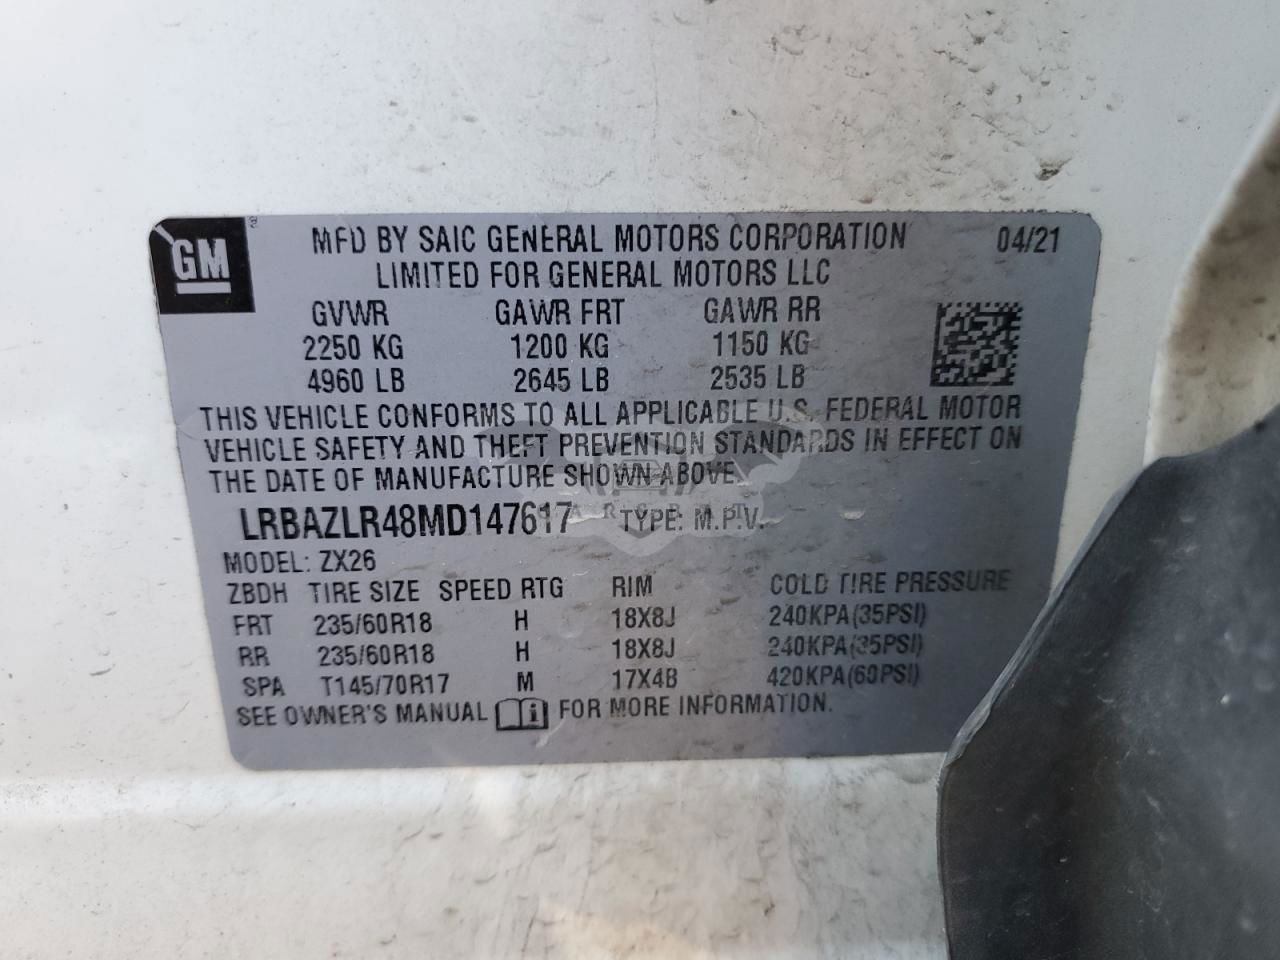 GM ®
MFD BY SAIC GENERAL MOTORS CORPORATION 04/21
LIMITED FOR GENERAL MOTORS LLC
GVWR GAWR FRT GAWR RR
2250 KG 1200 KG 1150 KG
4960 LB 2645 LB 2535 LB
THIS VEHICLE CONFORMS TO ALL APPLICABLE U.S. FEDERAL MOTOR
VEHICLE SAFETY AND THEFT PREVENTION STANDARDS IN EFFECT ON
THE DATE OF MANUFACTURE SHOWN ABOVE.
LRBAZLR48MD147617 TYPE: M.P.V.
MODEL: ZX26
ZBDH TIRE SIZE SPEED RTG RIM COLD TIRE PRESSURE
FRT 235/60R18 H 18X8J 240KPA(35PSI)
RR 235/60R18 H 18X8J 240KPA(35PSI)
SPA T145/70R17 M 17X4B 420KPA(60PSI)
SEE OWNER'S MANUAL i FOR MORE INFORMATION.